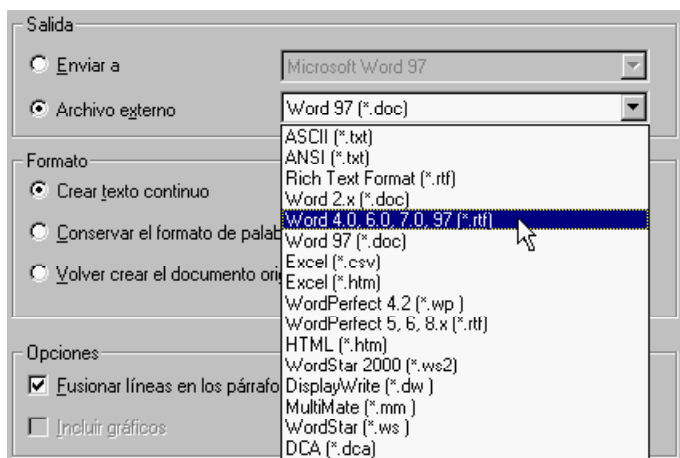 Salida
Enviar a
Microsoft Word 97
Archivo externo
Word 97 (*.doc)
ASCII (*.txt)
ANSI (*.txt)
Rich Text Format (*.rtf)
Word 2.x (*.doc)
Word 4.0, 6.0, 7.0, 97 (*.rtf)
Word 97 (*.doc)
Excel (*.csv)
Excel (*.htm)
WordPerfect 4.2 (*.wp )
WordPerfect 5, 6, 8.x (*.rtf)
HTML (*.htm)
WordStar 2000 (*.ws2)
DisplayWrite (*.dw )
MultiMate (*.mm )
WordStar (*.ws )
DCA (*.dca)
Formato
Crear texto continuo
Conservar el formato de palab
Volver crear el documento ori
Opciones
Fusionar líneas en los párrafo
Incluir gráficos